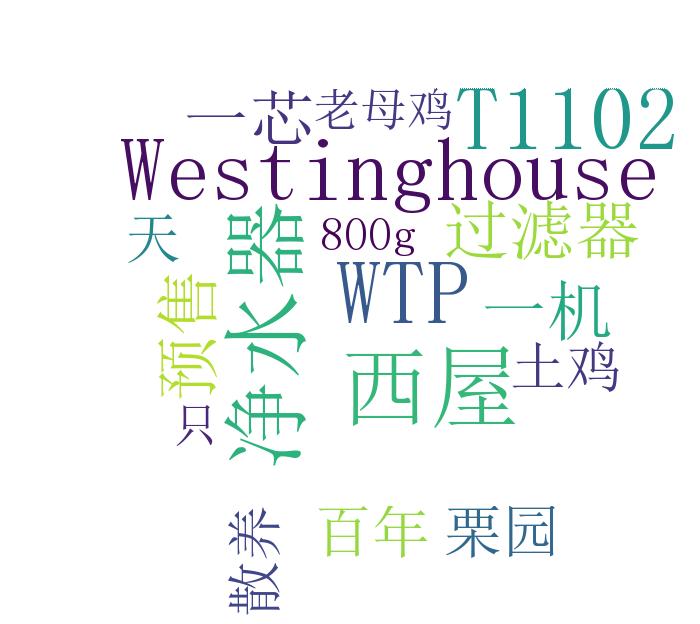 一芯
老母鸡
T1102
Westinghouse
天
净水器
800g
过滤器
预售
WTP
一机
西屋
土鸡
只
散养
百年
栗园